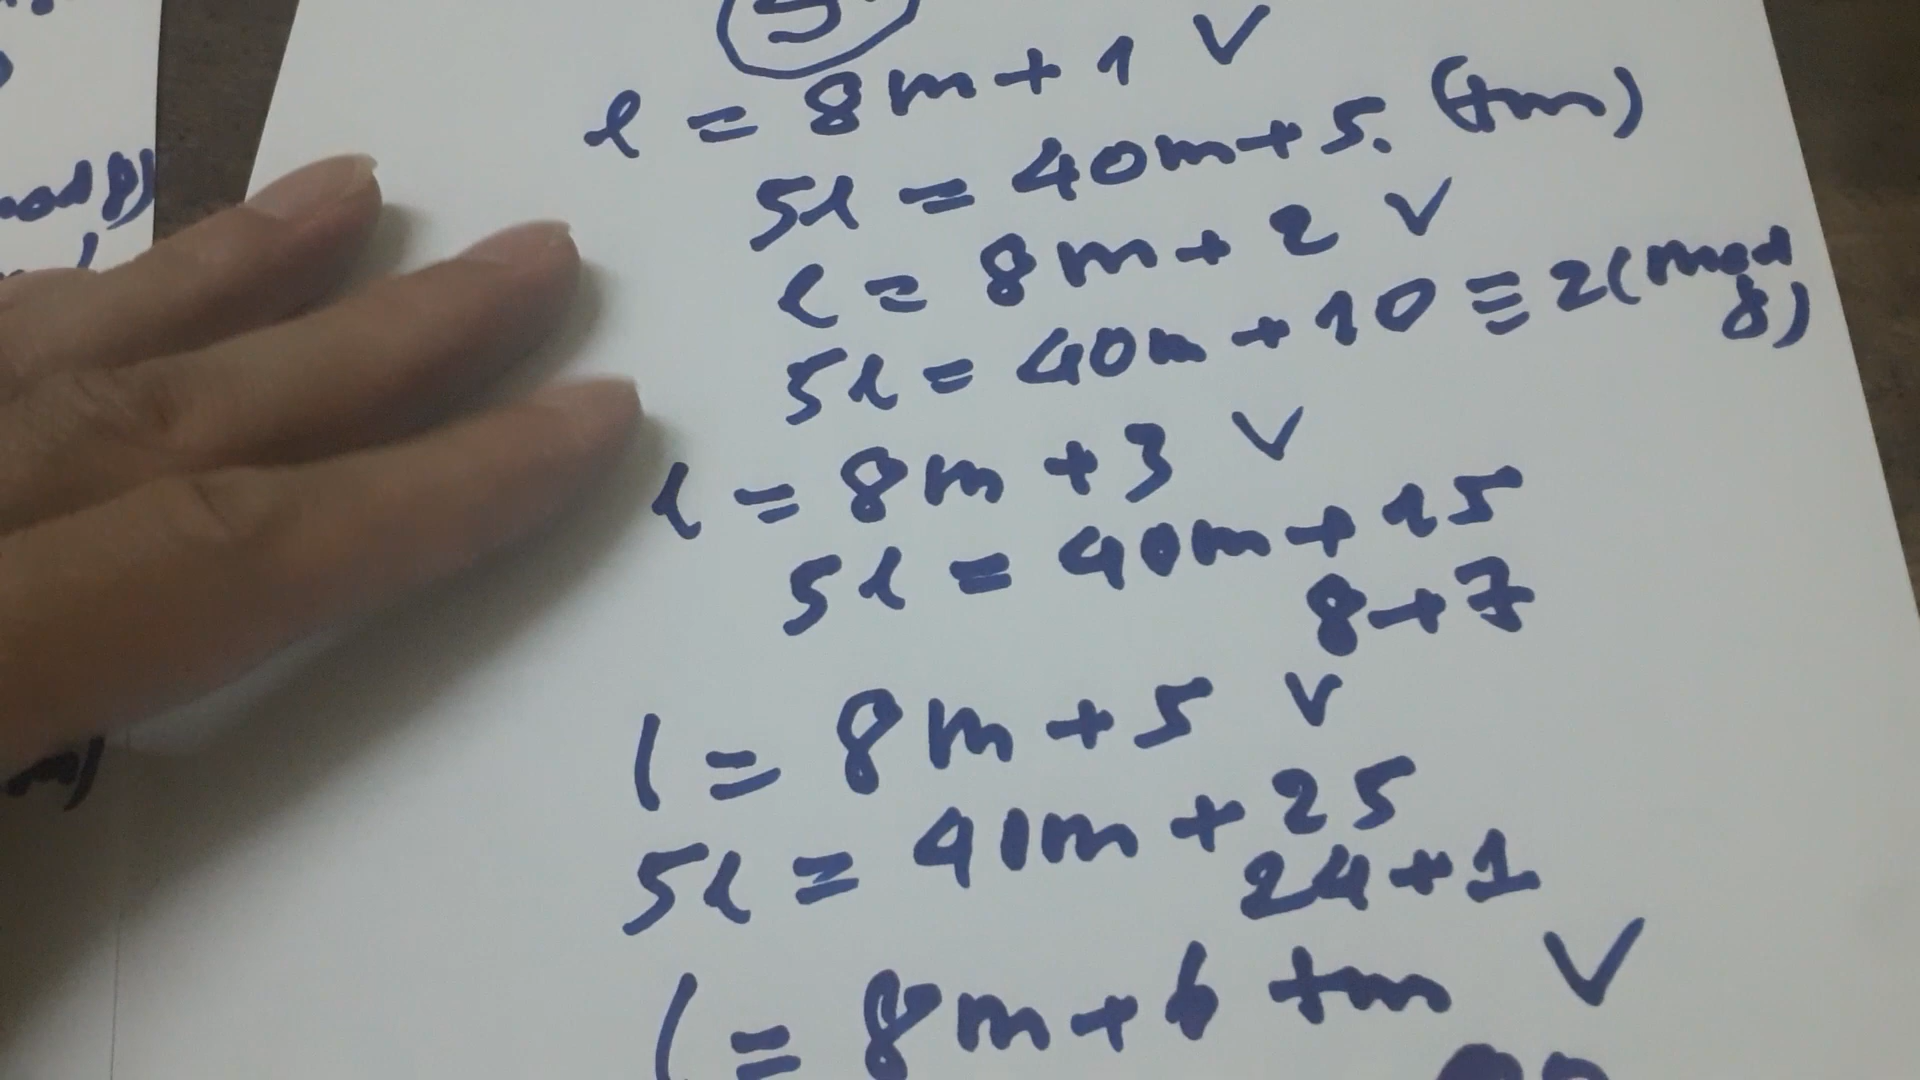 5.
l = 8m + 1 V
5l = 40m + 5. (tm)
l = 8m + 2 V
5l = 40m + 10 ≡ 2 (mod 8)
l = 8m + 3 V
5l = 40m + 15
8 + 7
l = 8m + 5 V
5l = 40m + 25
24 + 1
l = 8m + 6 tm V